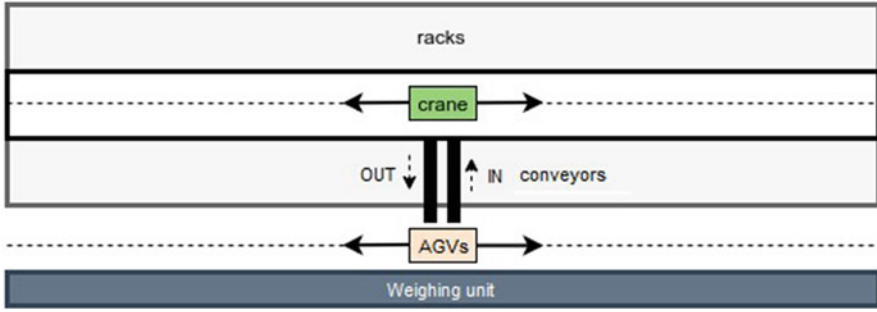 racks
crane
OUT
IN
conveyors
AGVs
Weighing unit